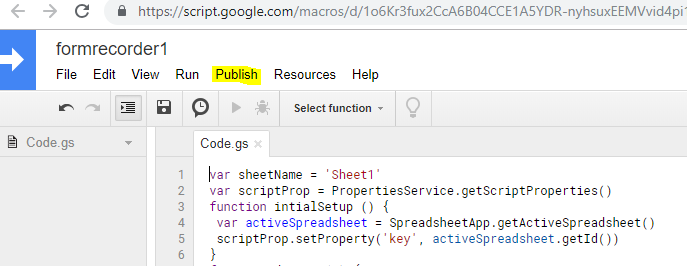 https://script.google.com/macros/d/1o6Kr3fux2CcA6B04CCE1A5YDR-nyhsuxEEMVvid4pi
formrecorder1
File Edit View Run Publish Resources Help
Select function
Code.gs
Code.gs ×
1 var sheetName = 'Sheet1'
2 var scriptProp = PropertiesService.getScriptProperties()
3 function intialSetup () {
4 var activeSpreadsheet = SpreadsheetApp.getActiveSpreadsheet()
5 scriptProp.setProperty('key', activeSpreadsheet.getId())
6 }